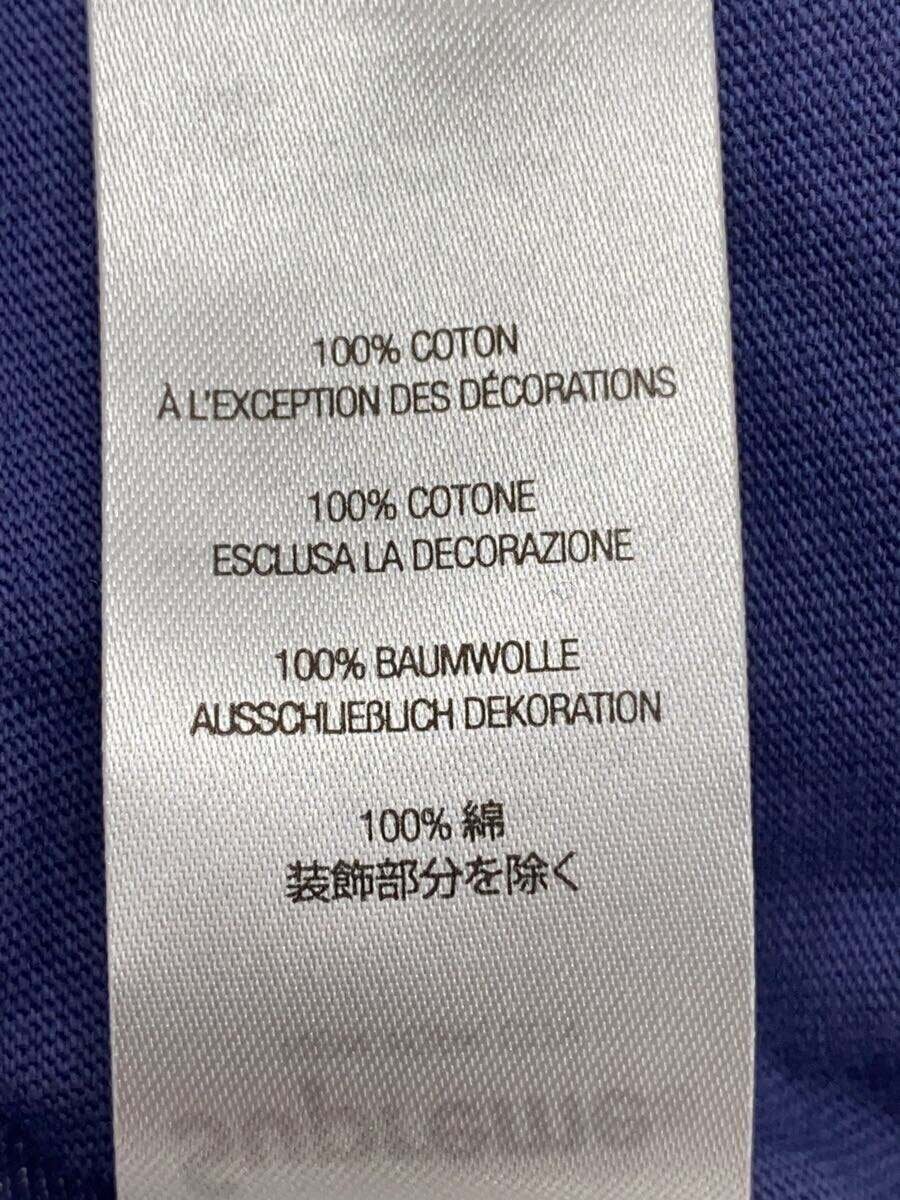 100% COTON
À L'EXCEPTION DES DÉCORATIONS
100% COTONE
ESCLUSA LA DECORAZIONE
100% BAUMWOLLE
AUSSCHLIEßLICH DEKORATION
100% 綿
装飾部分を除く